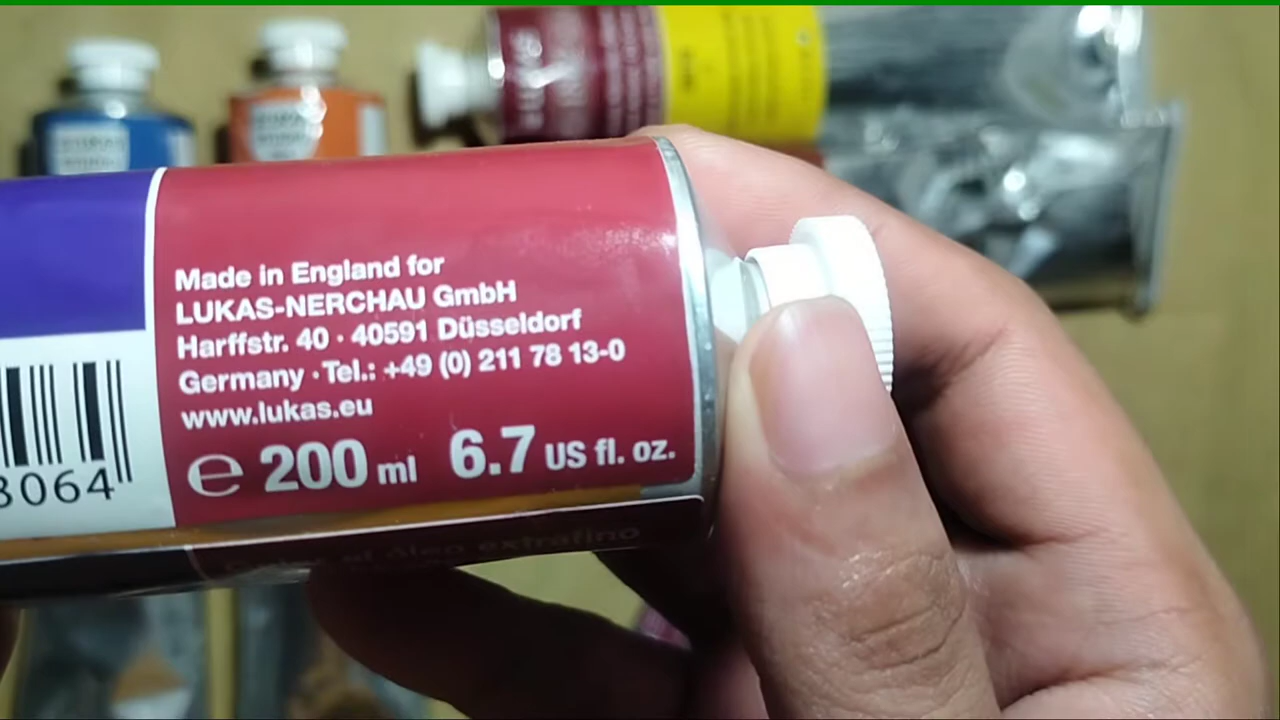 Made in England for
LUKAS-NERCHAU GmbH
Harffstr. 40 · 40591 Düsseldorf
Germany · Tel.: +49 (0) 211 78 13-0
www.lukas.eu
℮ 200 ml 6.7 US fl. oz.
3064
extrafino